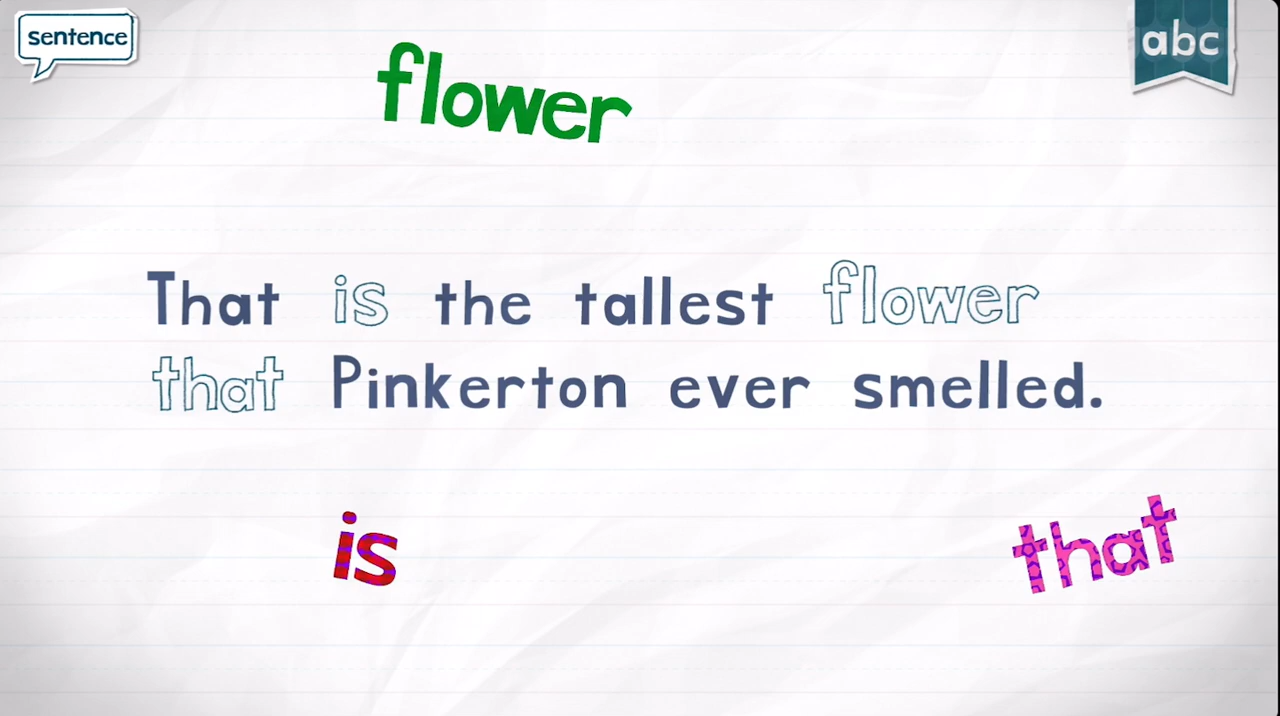 sentence
abc
flower
That is the tallest flower
that Pinkerton ever smelled.
is
that